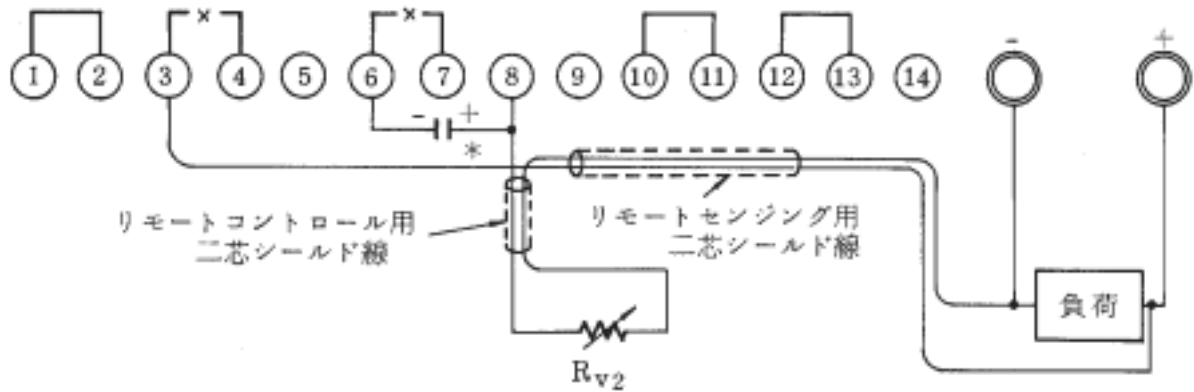 × ×
1 2 3 4 5 6 7 8 9 10 11 12 13 14 - +
- +
*
リモートコントロール用
二芯シールド線
リモートセンジング用
二芯シールド線
負荷
Rv2